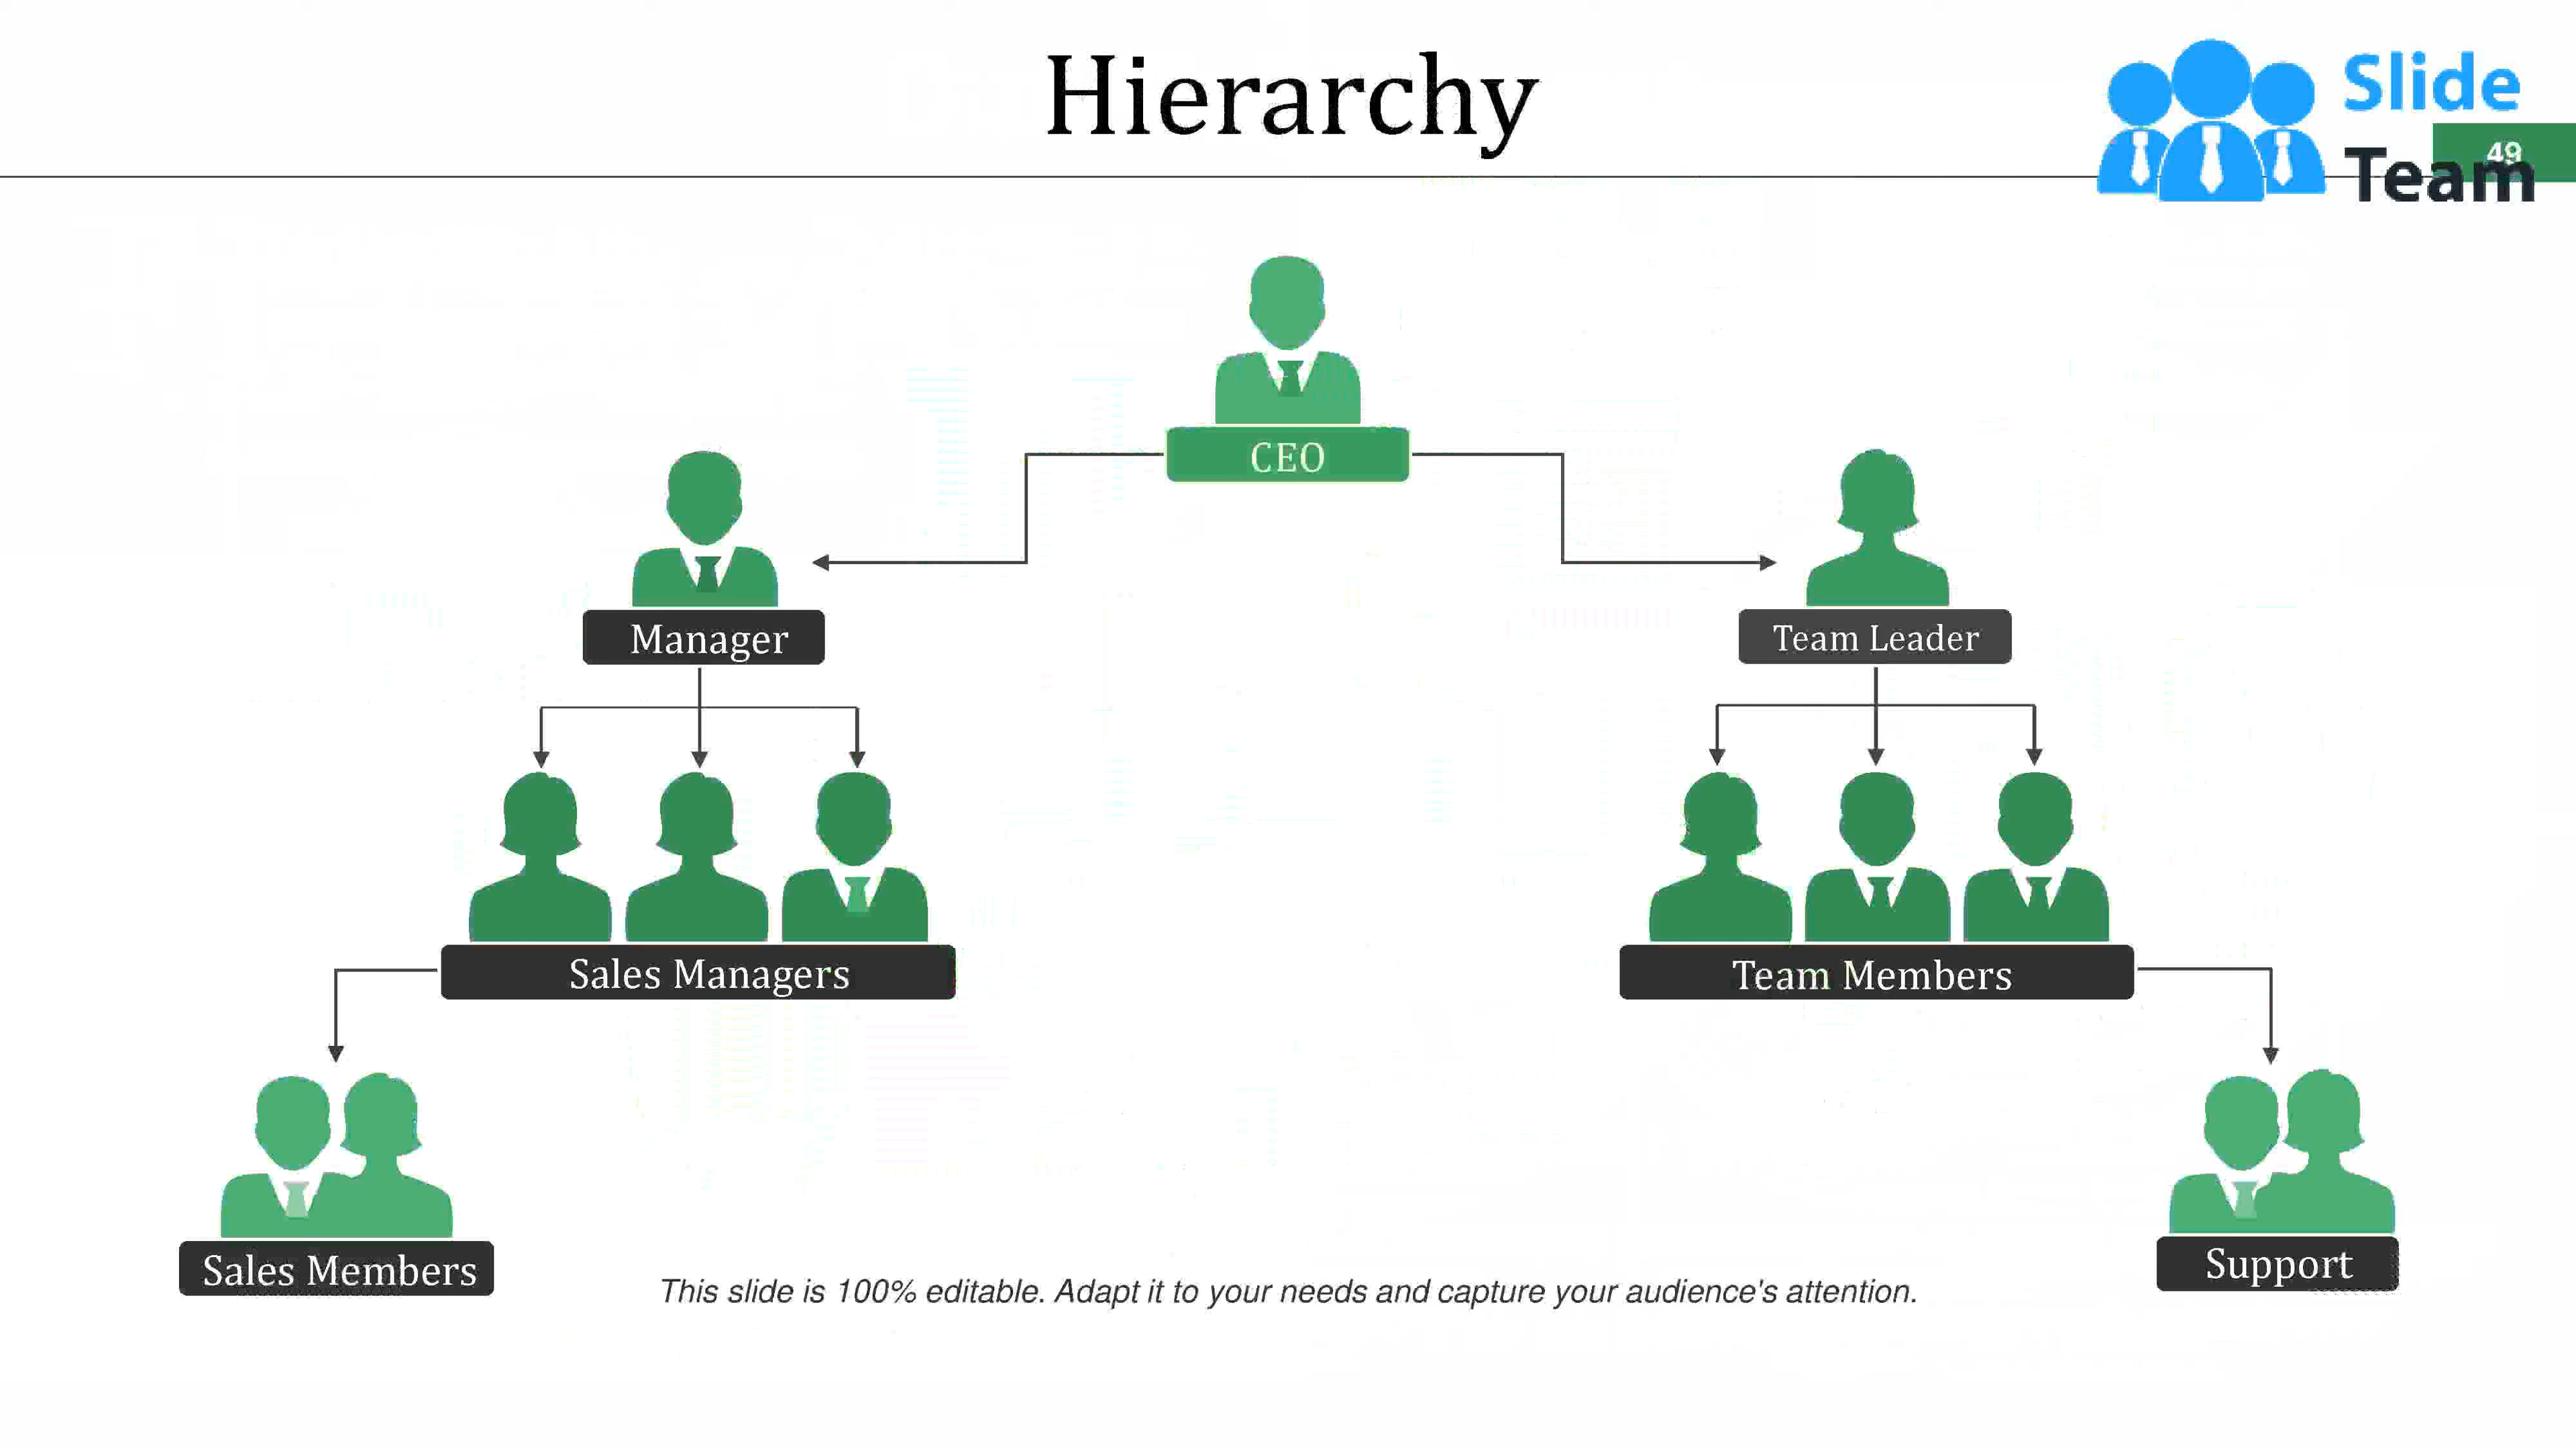 Hierarchy
Slide
Team
49
CEO
Manager
Team Leader
Sales Managers
Team Members
Sales Members
Support
This slide is 100% editable. Adapt it to your needs and capture your audience's attention.